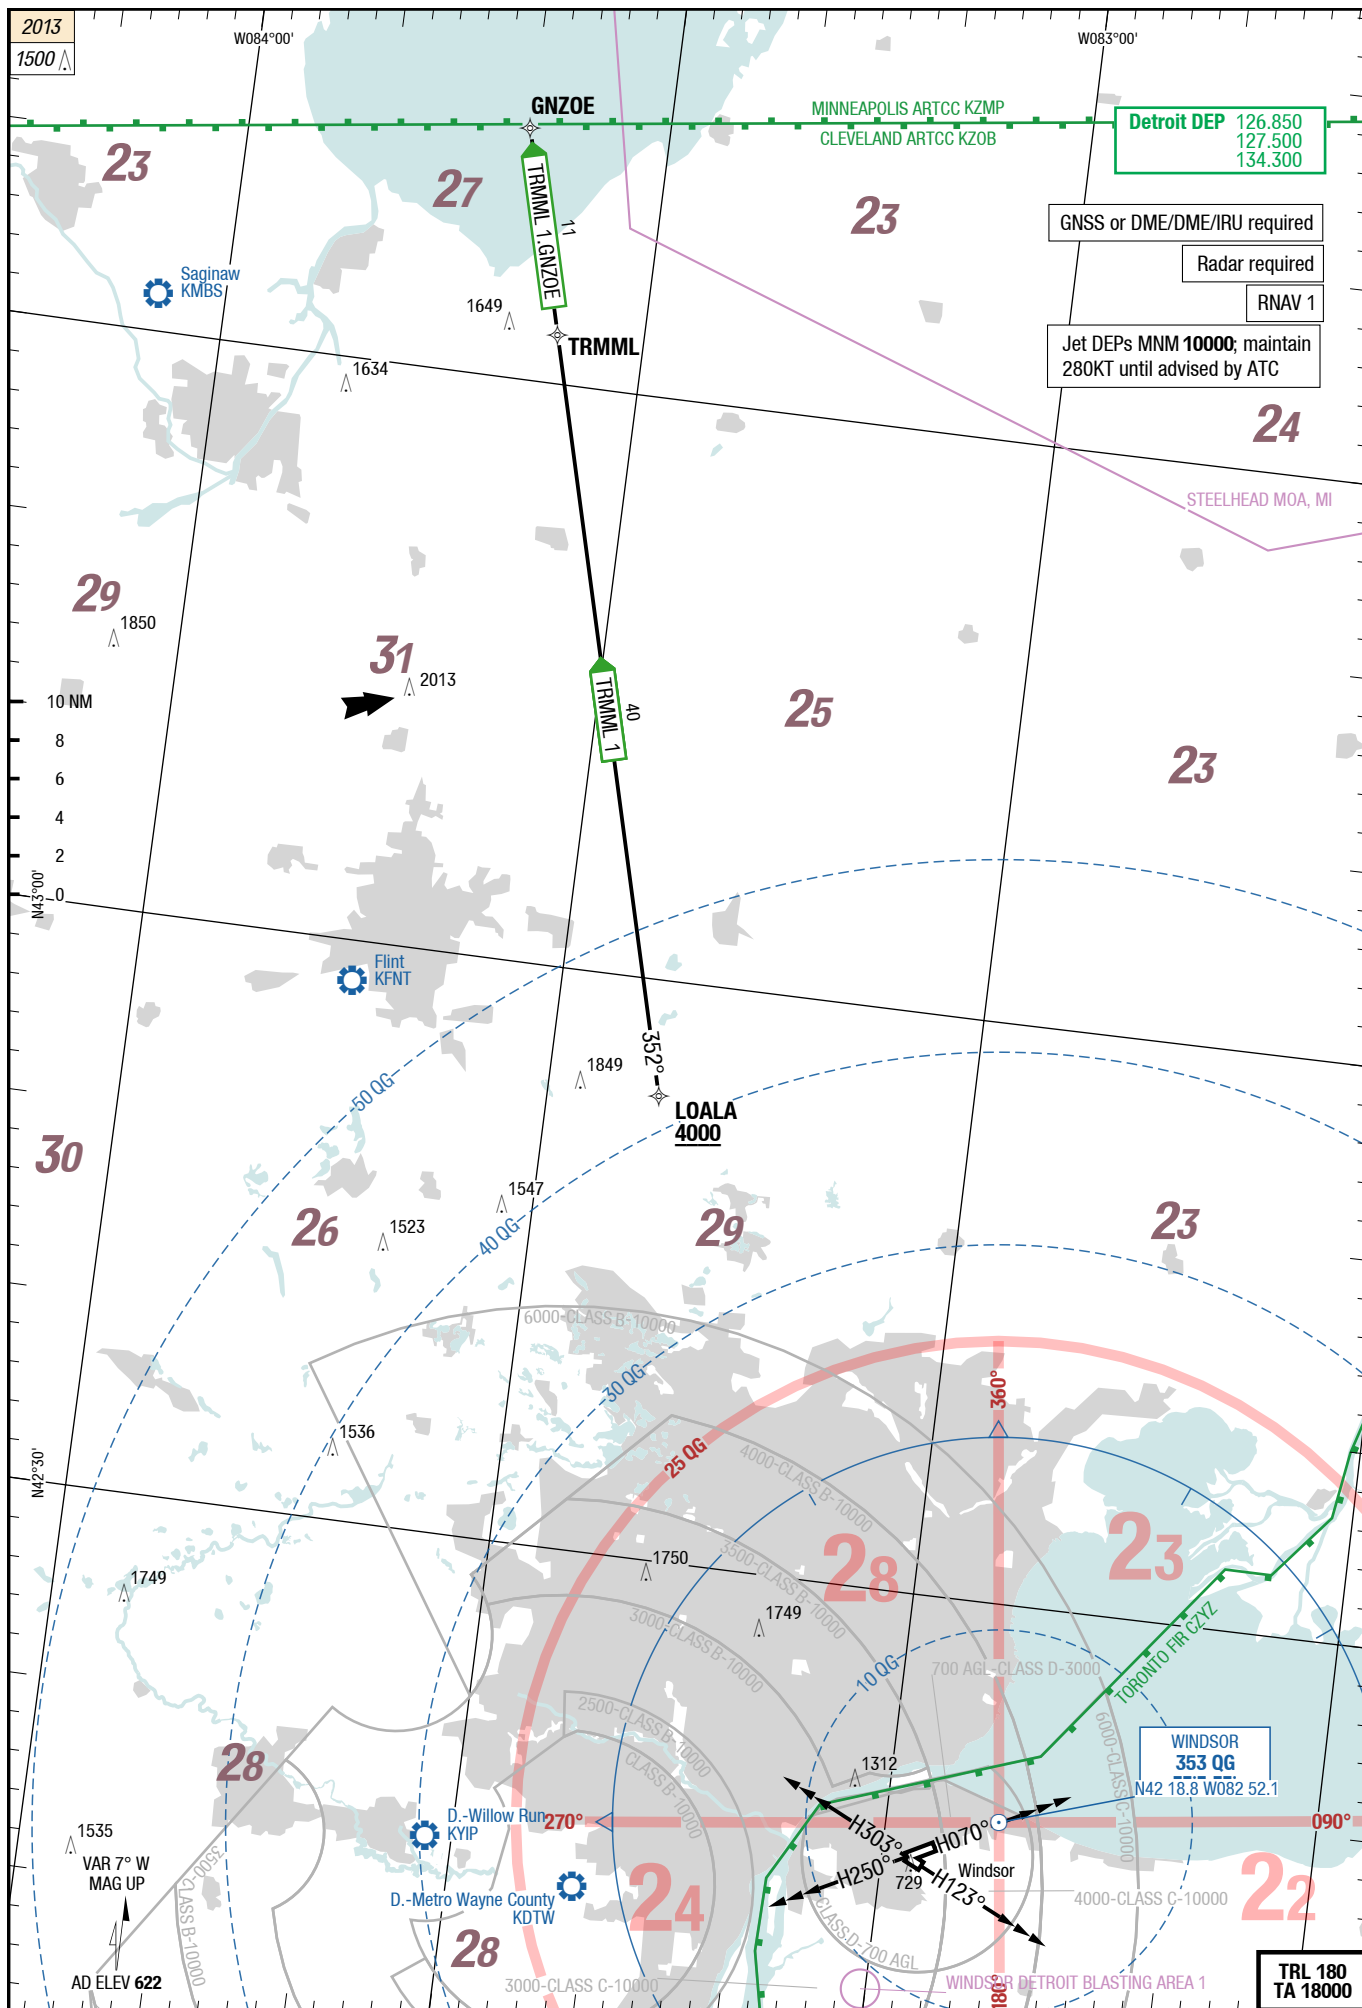 2013
1500
W084°00'
W083°00'
GNZOE
MINNEAPOLIS ARTCC KZMP
CLEVELAND ARTCC KZOB
Detroit DEP 126.850
127.500
134.300
23
27
23
TRMML 1.GNZOE
11
GNSS or DME/DME/IRU required
Radar required
RNAV 1
Jet DEPs MNM 10000; maintain
280KT until advised by ATC
Saginaw
KMBS
1649
TRMML
1634
24
STEELHEAD MOA, MI
29
1850
31
2013
25
23
TRMML 1
40
10 NM
8
6
4
2
0
N43°00'
Flint
KFNT
352°
1849
LOALA
4000
50 QG
30
1547
40 QG
1523
26
29
23
6000-CLASS B-10000
30 QG
360°
1536
25 QG
4000-CLASS B-10000
N42°30'
3500-CLASS B-10000
28
23
1750
1749
1749
3000-CLASS B-10000
10 QG
700 AGL-CLASS D-3000
TORONTO FIR CZYZ
2500-CLASS B-10000
6000-CLASS C-10000
28
CLASS B-10000
1312
WINDSOR
353 QG
N42 18.8 W082 52.1
D.-Willow Run
KYIP
270°
090°
H303°
H070°
H250°
H123°
Windsor
729
1535
VAR 7° W
MAG UP
3500-CLASS B-10000
D.-Metro Wayne County
KDTW
24
4000-CLASS C-10000
22
CLASS D-700 AGL
28
AD ELEV 622
3000-CLASS C-10000
180°
WINDSOR DETROIT BLASTING AREA 1
TRL 180
TA 18000